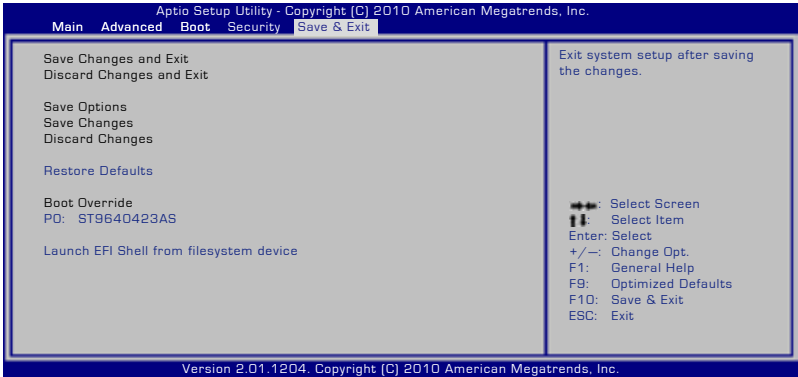 Aptio Setup Utility - Copyright (C) 2010 American Megatrends, Inc.
Main Advanced Boot Security Save & Exit
Save Changes and Exit
Discard Changes and Exit
Save Options
Save Changes
Discard Changes
Restore Defaults
Boot Override
P0: ST9640423AS
Launch EFI Shell from filesystem device
Exit system setup after saving
the changes.
→←: Select Screen
↑↓: Select Item
Enter: Select
+/—: Change Opt.
F1: General Help
F9: Optimized Defaults
F10: Save & Exit
ESC: Exit
Version 2.01.1204. Copyright (C) 2010 American Megatrends, Inc.